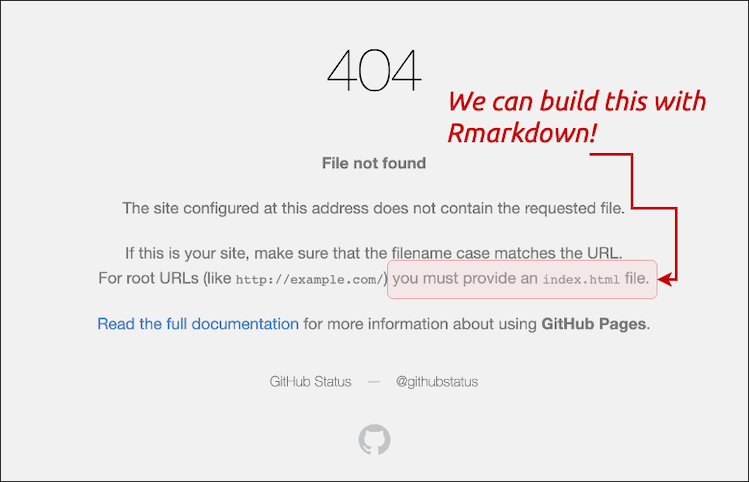 404
We can build this with
Rmarkdown!
File not found
The site configured at this address does not contain the requested file.
If this is your site, make sure that the filename case matches the URL.
For root URLs (like http://example.com/) you must provide an index.html file.
Read the full documentation for more information about using GitHub Pages.
GitHub Status — @githubstatus